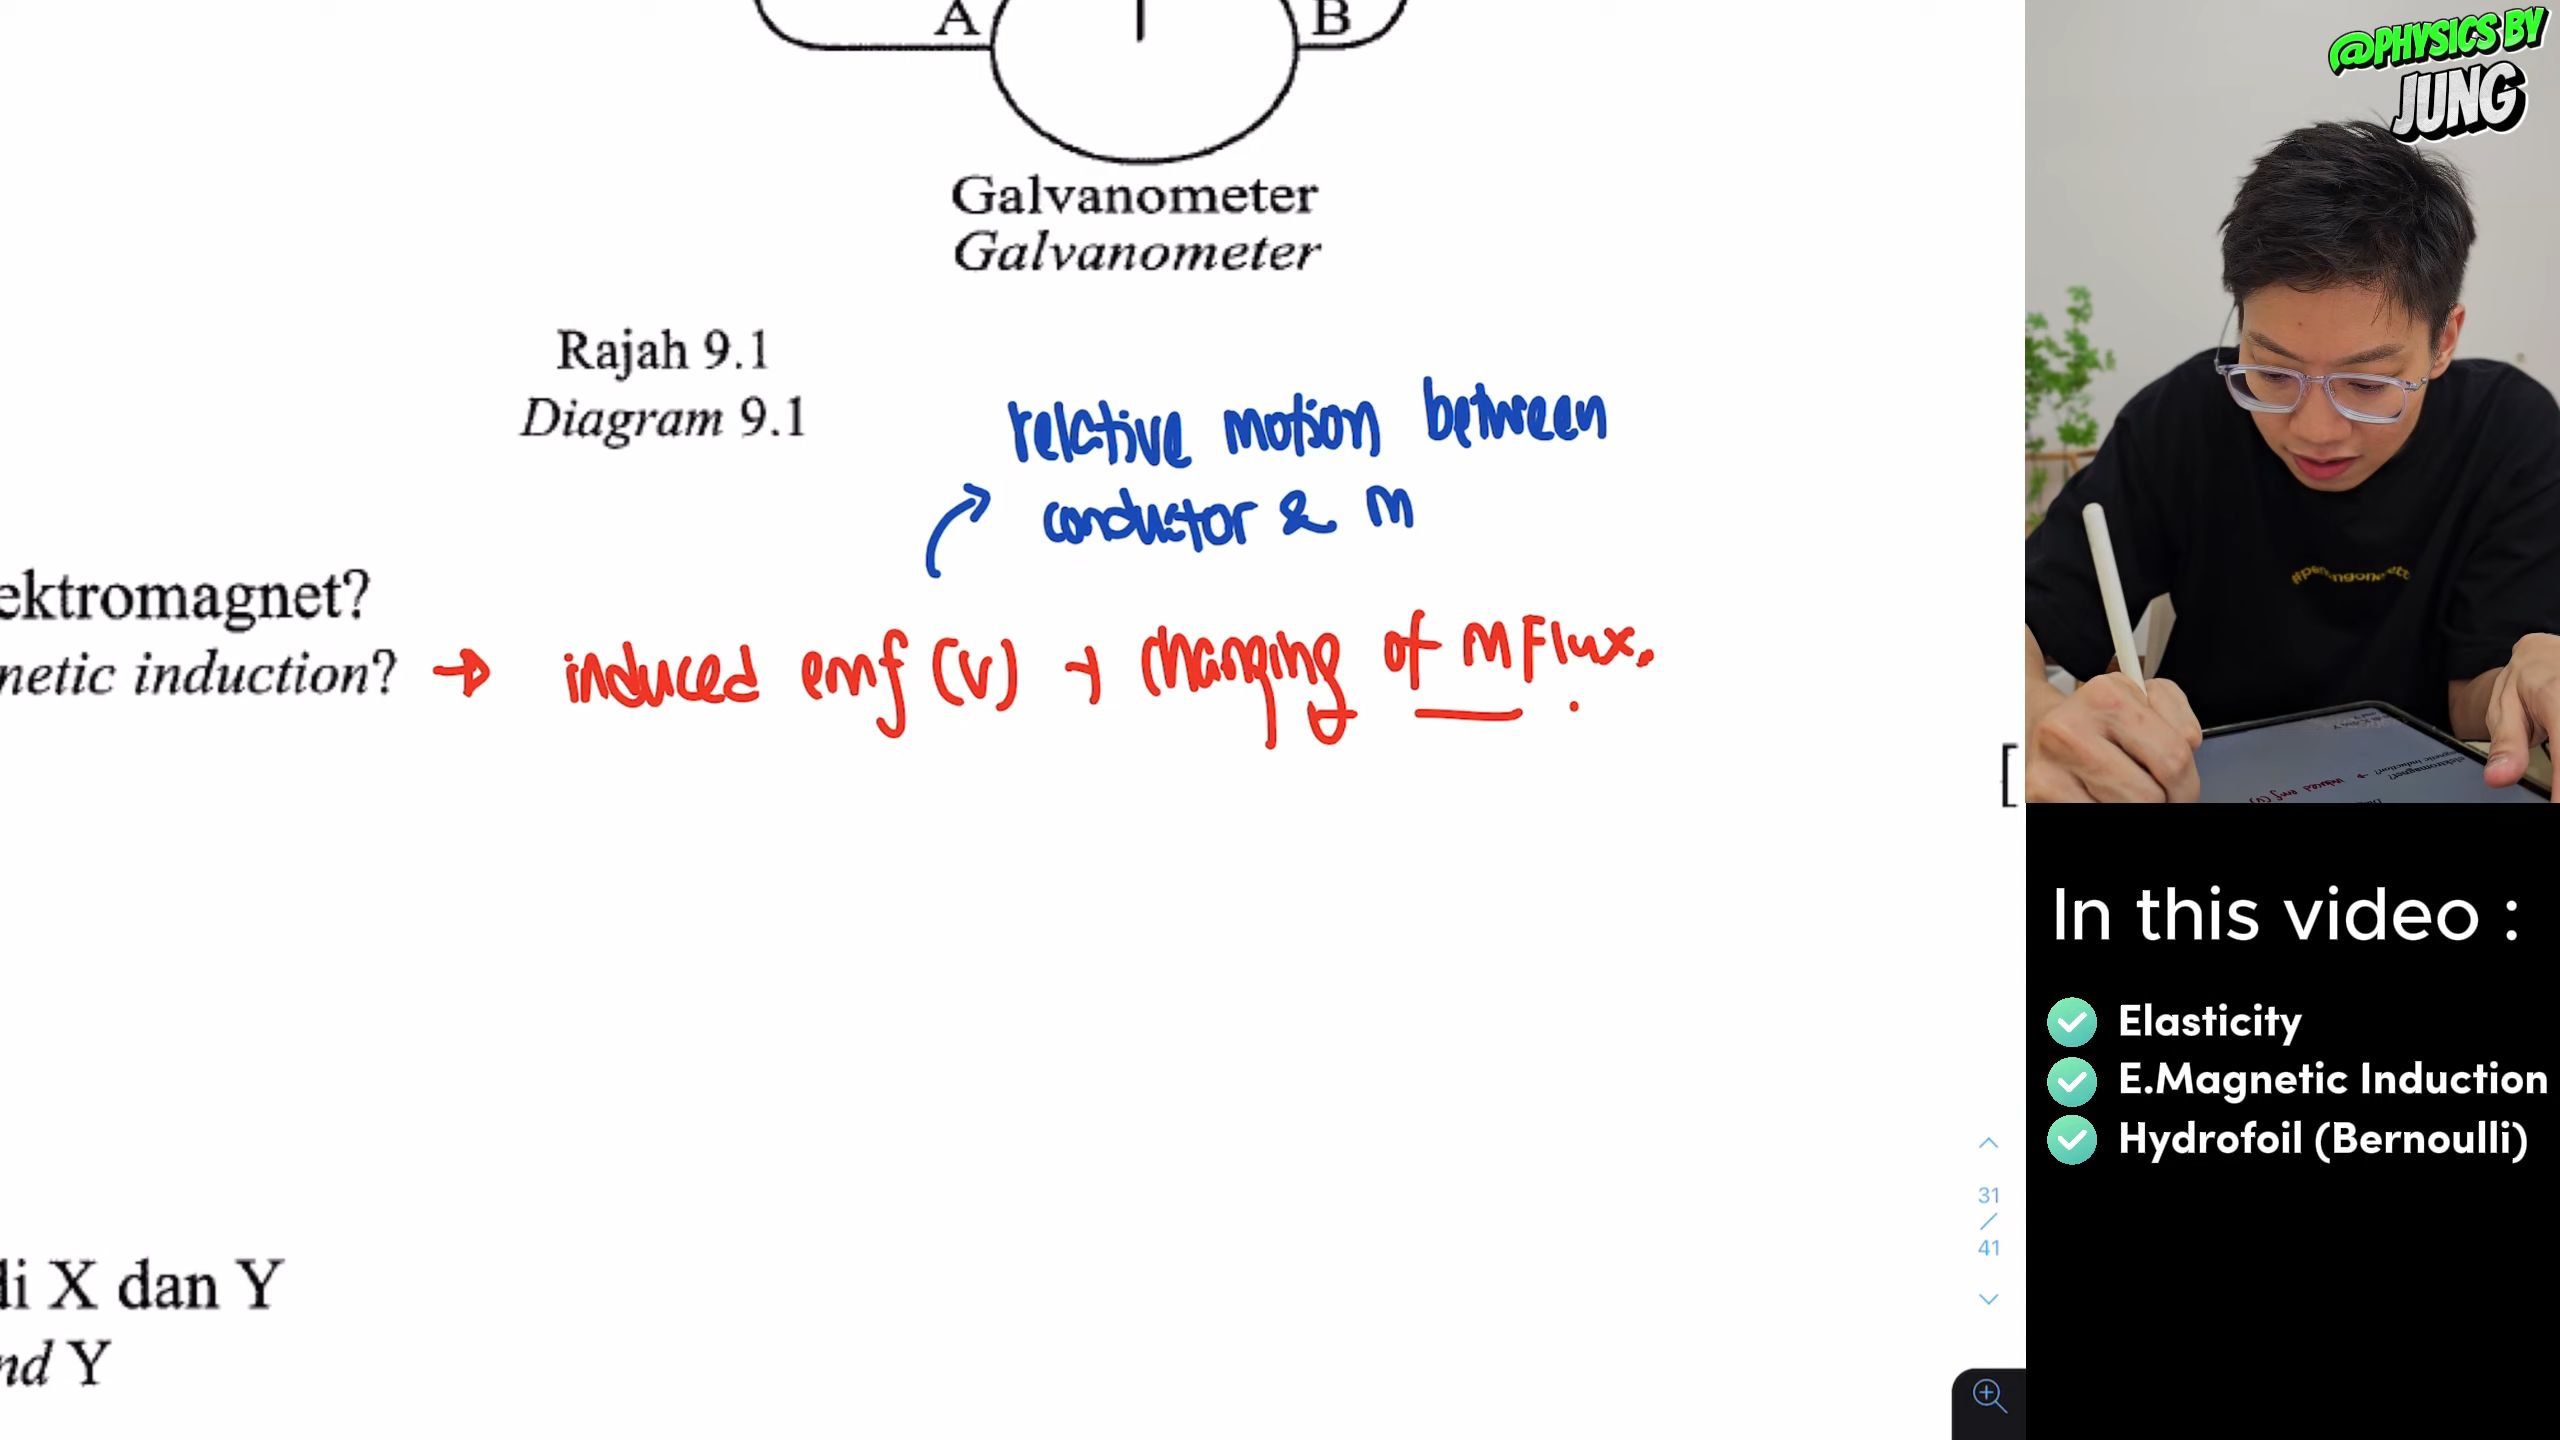 A B
Galvanometer
Galvanometer
Rajah 9.1
Diagram 9.1
relative motion between
conductor & M
ektromagnet?
netic induction? → induced emf (V) → changing of M Flux.
[
di X dan Y
nd Y
31
/
41
@PHYSICS BY
JUNG
In this video :
Elasticity
E.Magnetic Induction
Hydrofoil (Bernoulli)